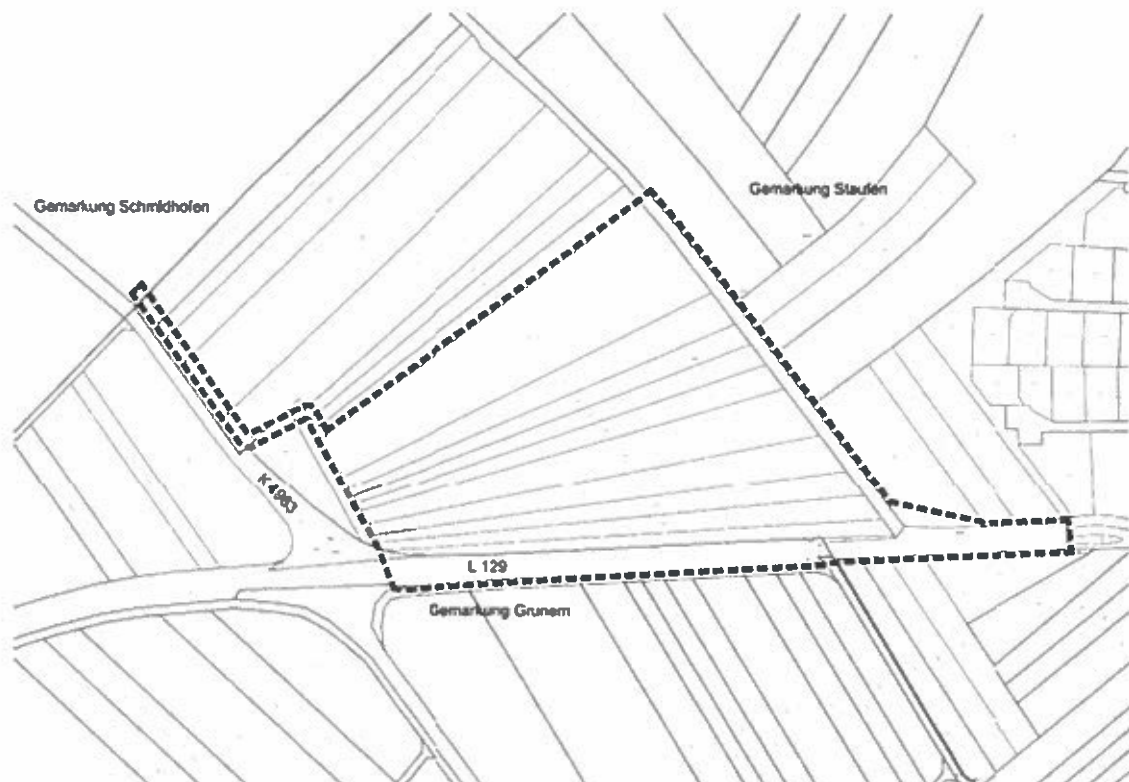 Gemarkung Staufen
Gemarkung Schmidhofen
K 4983
L 129
Gemarkung Grunern